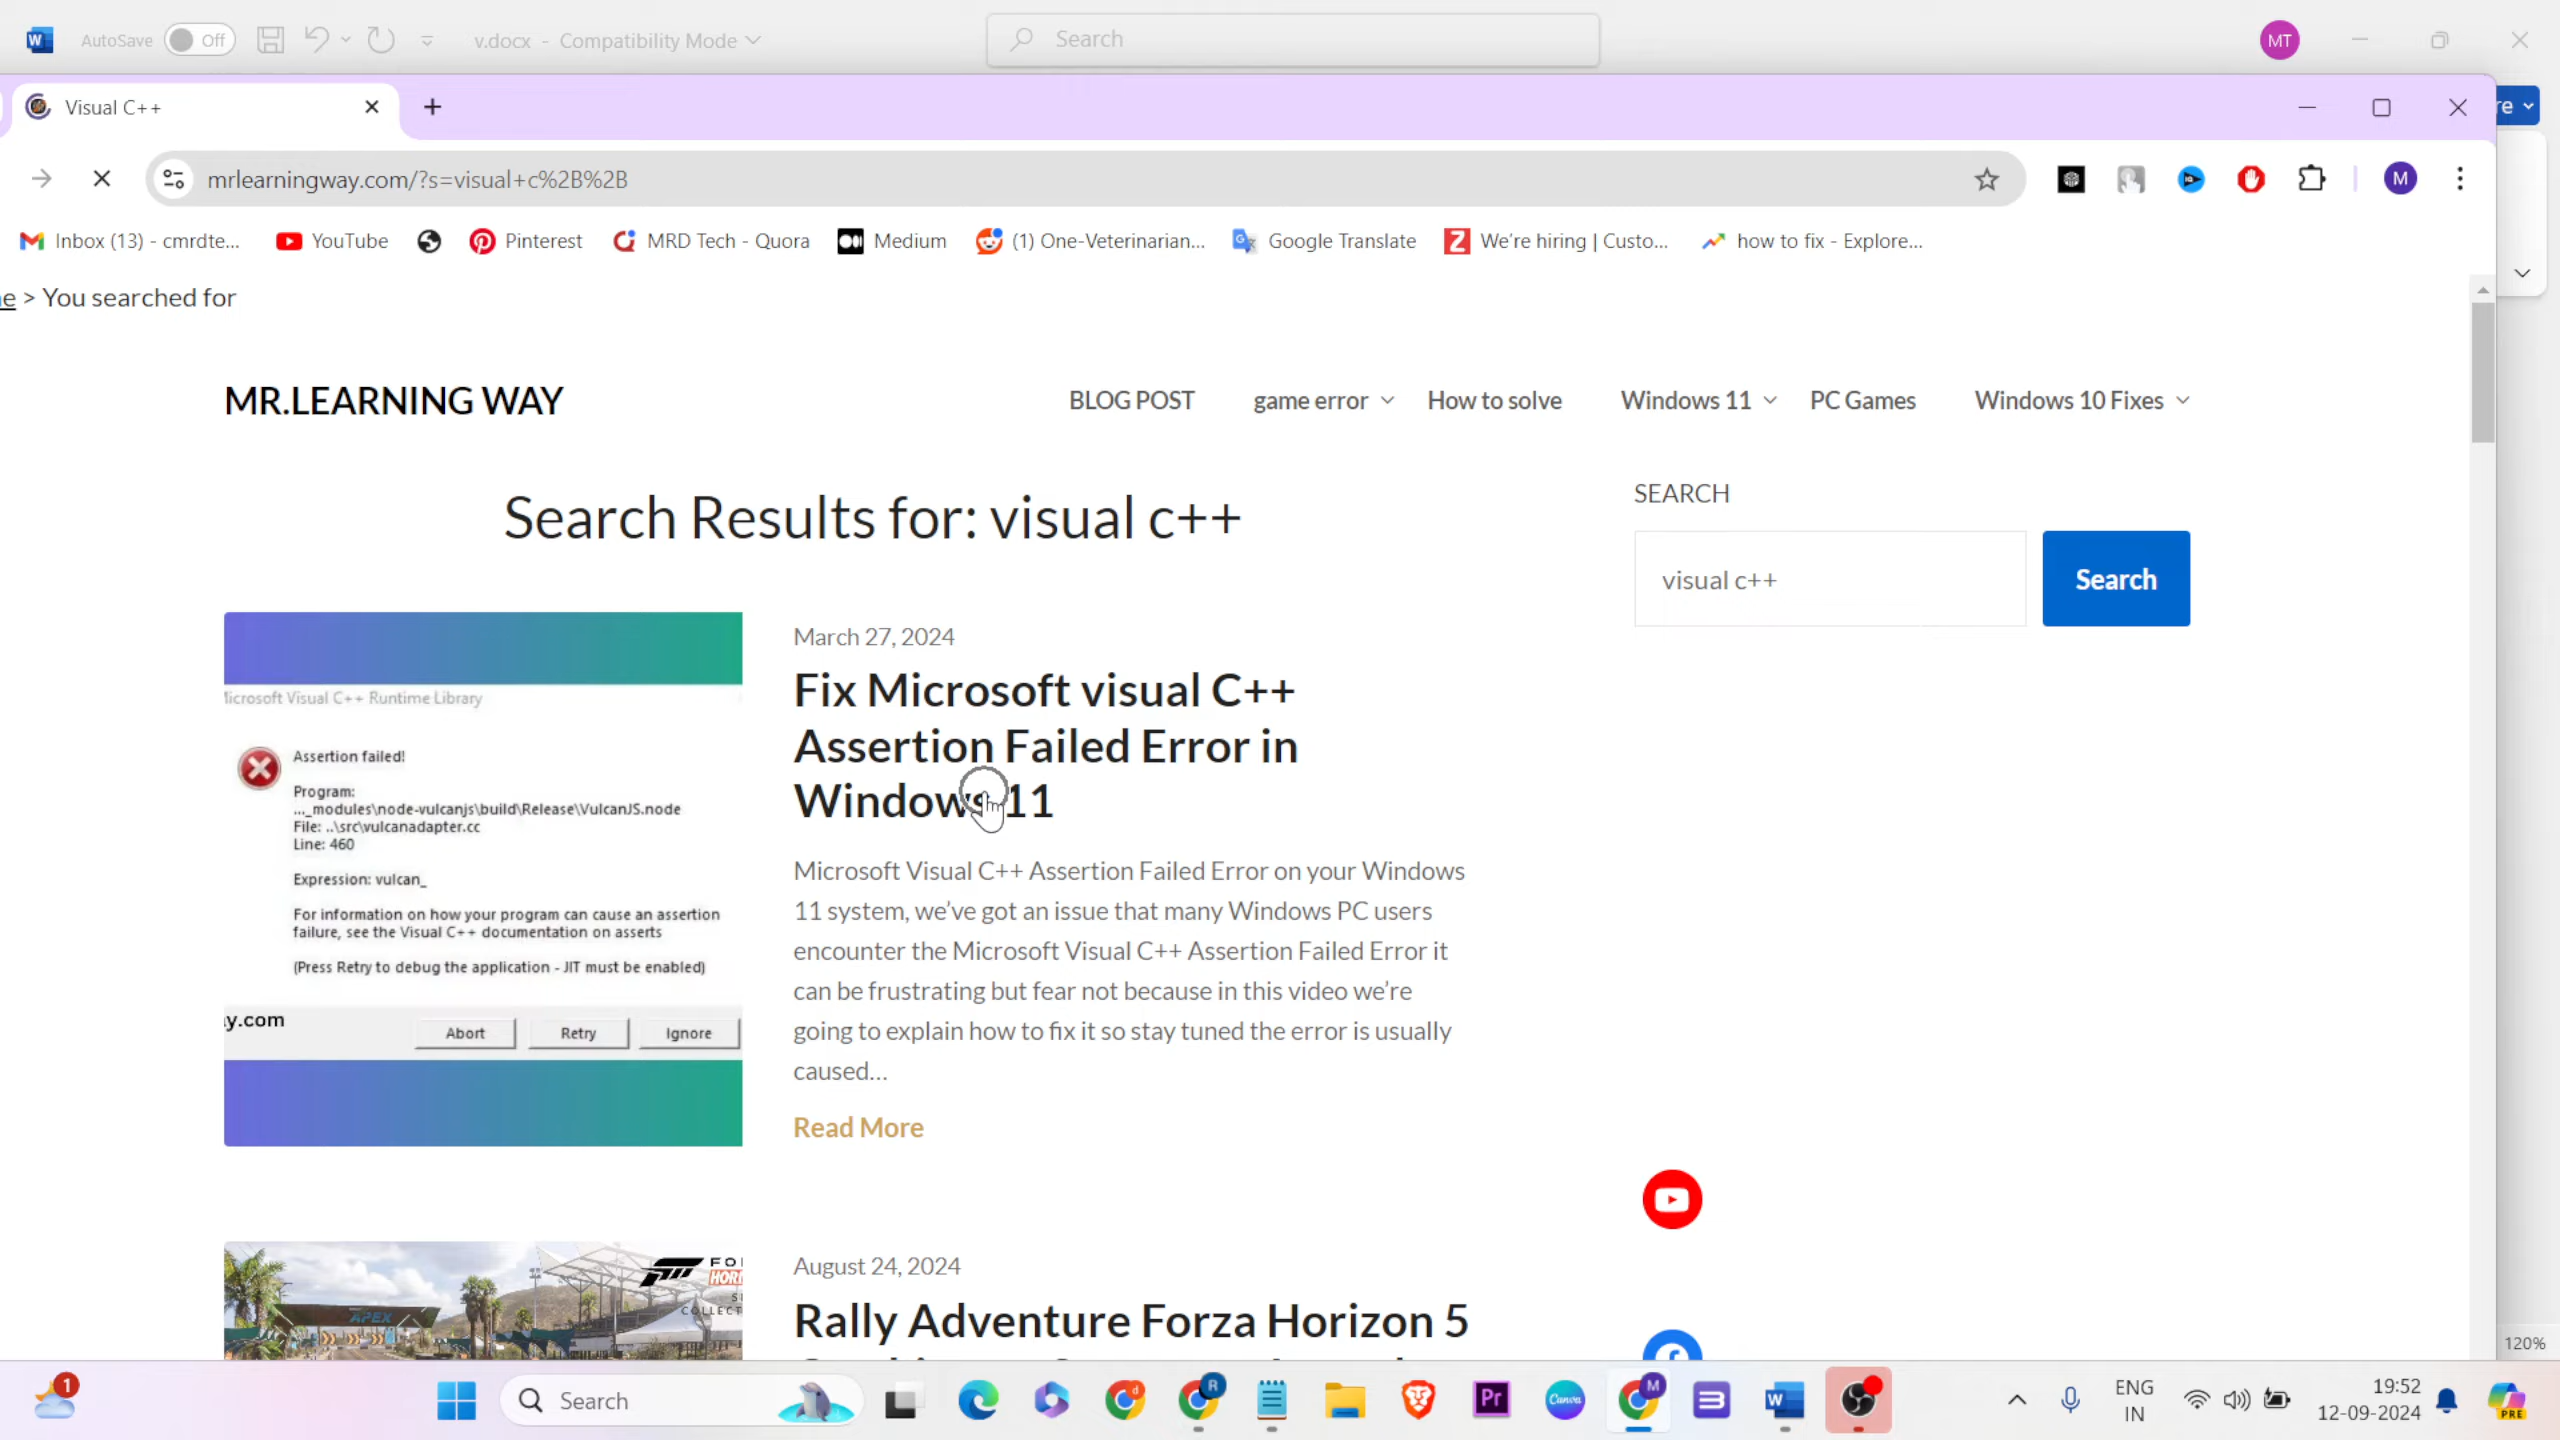 AutoSave Off v.docx - Compatibility Mode Search MT
Visual C++
mrlearningway.com/?s=visual+c%2B%2B M
Inbox (13) - cmrdte... YouTube Pinterest MRD Tech - Quora Medium (1) One-Veterinarian... Google Translate We're hiring | Custo... how to fix - Explore...
> You searched for
MR.LEARNING WAY BLOG POST game error How to solve Windows 11 PC Games Windows 10 Fixes
Search Results for: visual c++
SEARCH
visual c++ Search
March 27, 2024
Fix Microsoft visual C++
Assertion Failed Error in
Windows 11
Microsoft Visual C++ Assertion Failed Error on your Windows
11 system, we've got an issue that many Windows PC users
encounter the Microsoft Visual C++ Assertion Failed Error it
can be frustrating but fear not because in this video we're
going to explain how to fix it so stay tuned the error is usually
caused...
Read More
Microsoft Visual C++ Runtime Library
Assertion failed!
Program:
..._modules\node-vulcanjs\build\Release\VulcanJS.node
File: ..\src\vulcanadapter.cc
Line: 460
Expression: vulcan_
For information on how your program can cause an assertion
failure, see the Visual C++ documentation on asserts
(Press Retry to debug the application - JIT must be enabled)
y.com
Abort Retry Ignore
APEX
August 24, 2024
Rally Adventure Forza Horizon 5
120%
1 Search ENG
IN
19:52
12-09-2024
PRE